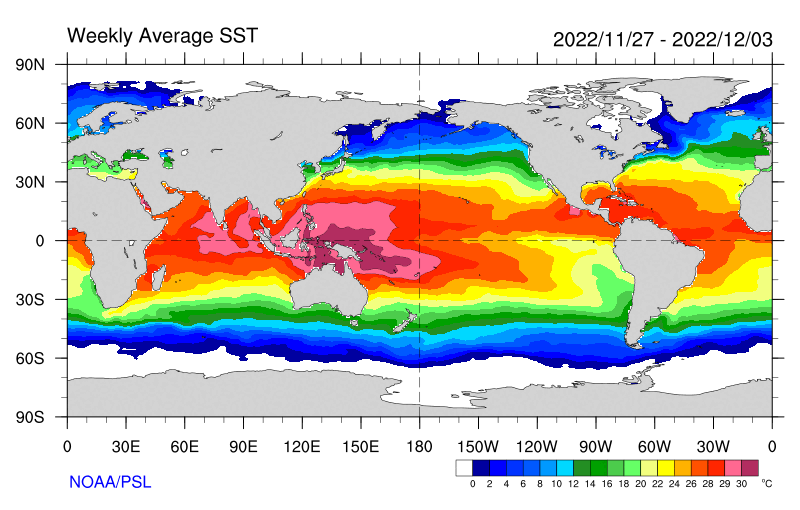 Weekly Average SST
2022/11/27 - 2022/12/03
90N
60N
30N
0
30S
60S
90S
0 30E 60E 90E 120E 150E 180 150W 120W 90W 60W 30W 0
NOAA/PSL
0 2 4 6 8 10 12 14 16 18 20 22 24 26 28 29 30 °C